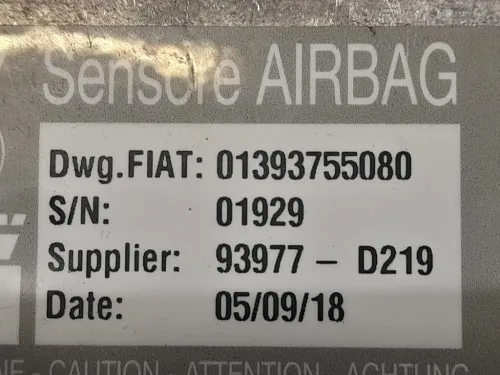 Sensore AIRBAG
Dwg.FIAT: 01393755080
S/N: 01929
Supplier: 93977 - D219
Date: 05/09/18
- CAUTION - ATTENTION - ACHTUNG